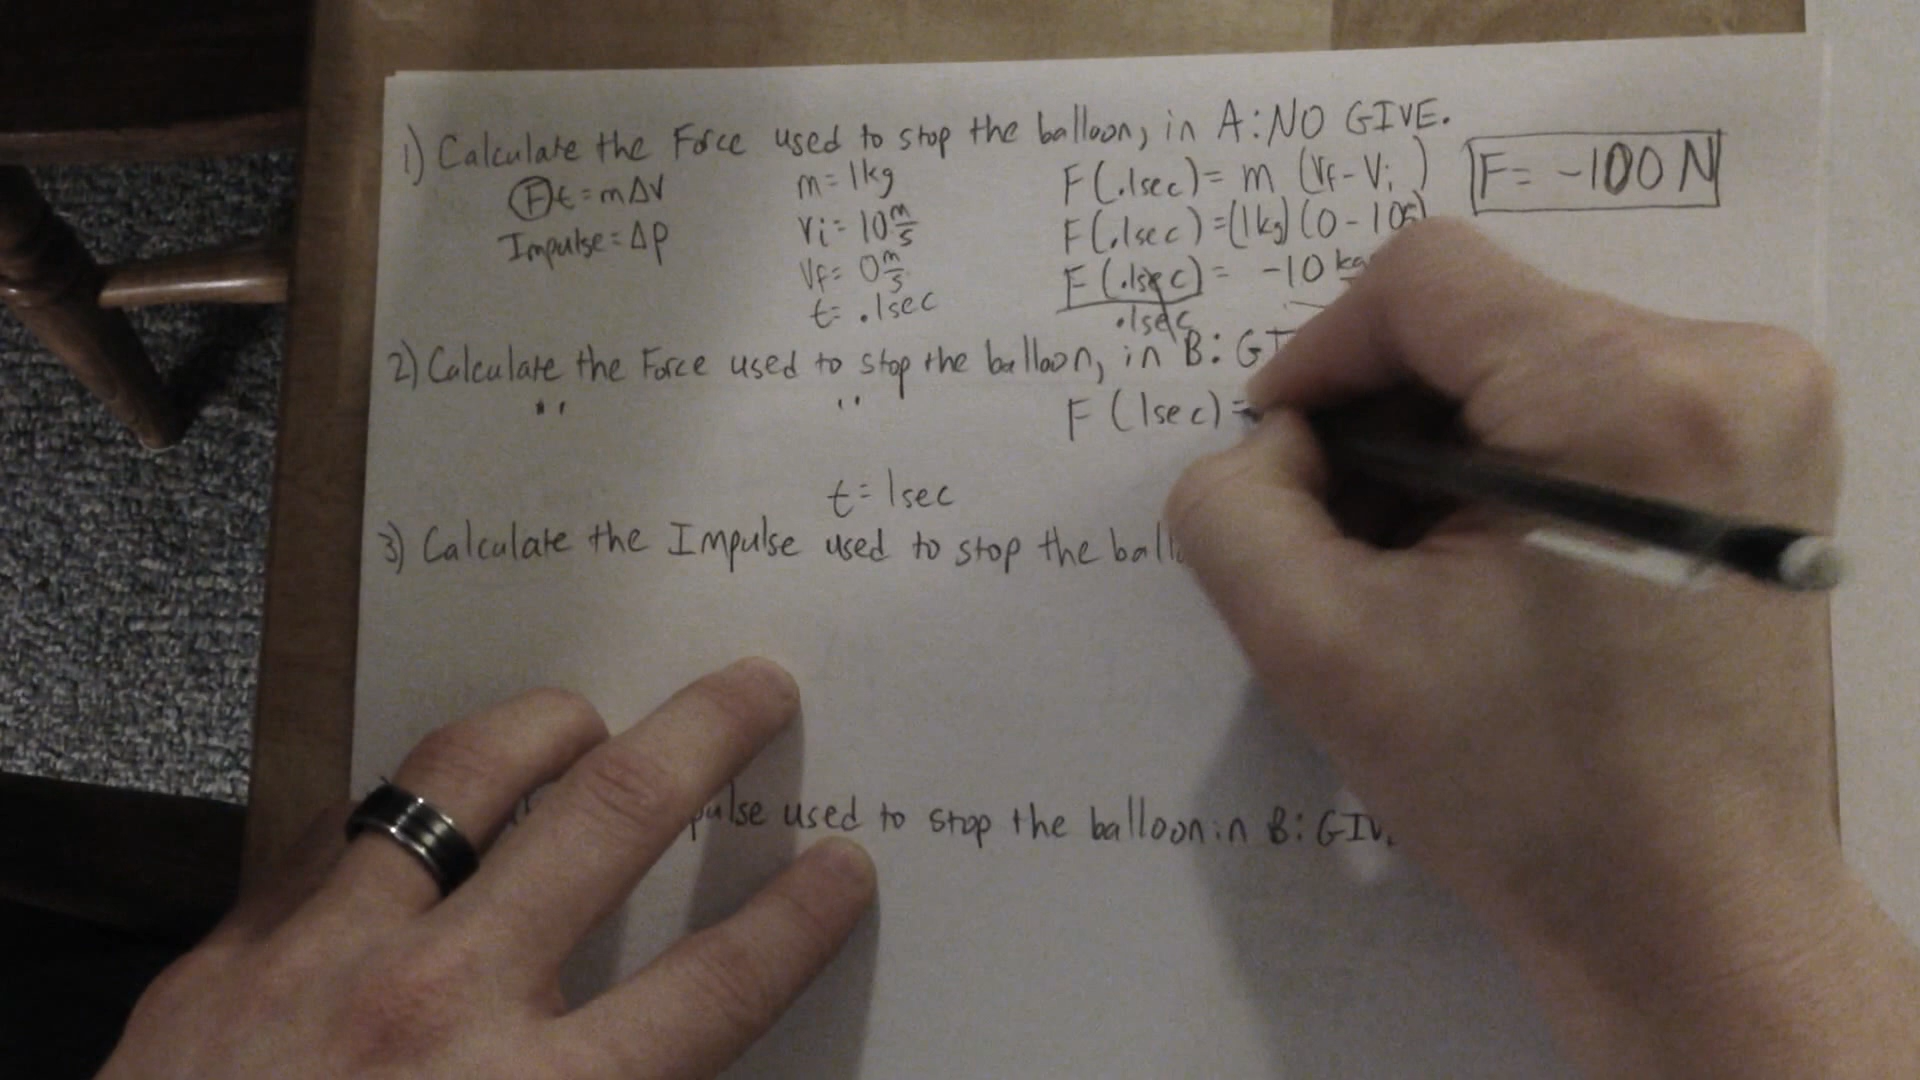 1) Calculate the Force used to stop the balloon, in A: NO GIVE.
Ft = mΔV
Impulse = Δp
m = 1kg
Vi = 10 m/s
Vf = 0 m/s
t = .1sec
F(.1sec) = m (Vf - Vi)
F(.1sec) = (1kg) (0 - 10
F(.1sec) = -10 kg
.1sec
F = -100 N
2) Calculate the Force used to stop the balloon, in B:
" "
F (1sec) =
t = 1sec
3) Calculate the Impulse used to stop the
used to stop the balloon in B: GIV